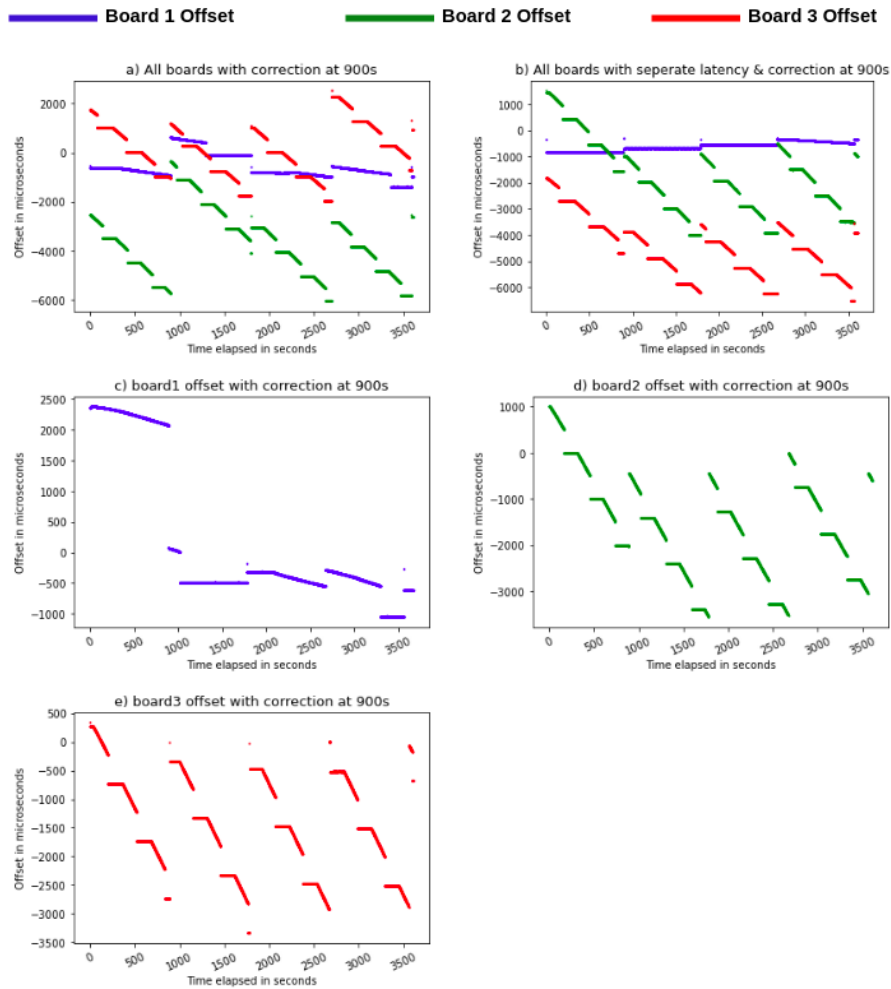 Board 1 Offset Board 2 Offset Board 3 Offset
a) All boards with correction at 900s
2000
0
−2000
−4000
−6000
Offset in microseconds
0 500 1000 1500 2000 2500 3000 3500
Time elapsed in seconds
b) All boards with seperate latency & correction at 900s
1000
0
−1000
−2000
−3000
−4000
−5000
−6000
Offset in microseconds
0 500 1000 1500 2000 2500 3000 3500
Time elapsed in seconds
c) board1 offset with correction at 900s
2500
2000
1500
1000
500
0
−500
−1000
Offset in microseconds
0 500 1000 1500 2000 2500 3000 3500
Time elapsed in seconds
d) board2 offset with correction at 900s
1000
0
−1000
−2000
−3000
Offset in microseconds
0 500 1000 1500 2000 2500 3000 3500
Time elapsed in seconds
e) board3 offset with correction at 900s
500
0
−500
−1000
−1500
−2000
−2500
−3000
−3500
Offset in microseconds
0 500 1000 1500 2000 2500 3000 3500
Time elapsed in seconds